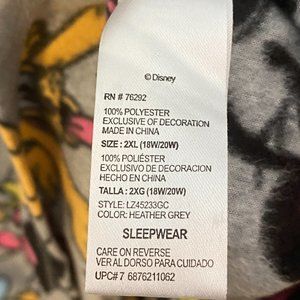 © Disney
RN # 76292
100% POLYESTER
EXCLUSIVE OF DECORATION
MADE IN CHINA
SIZE : 2XL (18W/20W)
100% POLIÉSTER
EXCLUSIVO DE DECORACION
HECHO EN CHINA
TALLA : 2XG (18W/20W)
STYLE: LZ45233GC
COLOR: HEATHER GREY
SLEEPWEAR
CARE ON REVERSE
VER AL DORSO PARA CUIDADO
UPC# 7 6876211062